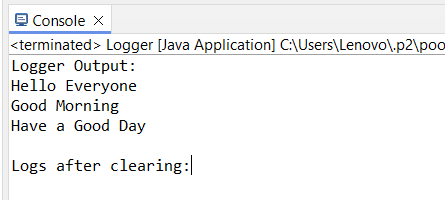 Console
<terminated> Logger [Java Application] C:\Users\Lenovo\.p2\poo
Logger Output:
Hello Everyone
Good Morning
Have a Good Day

Logs after clearing: